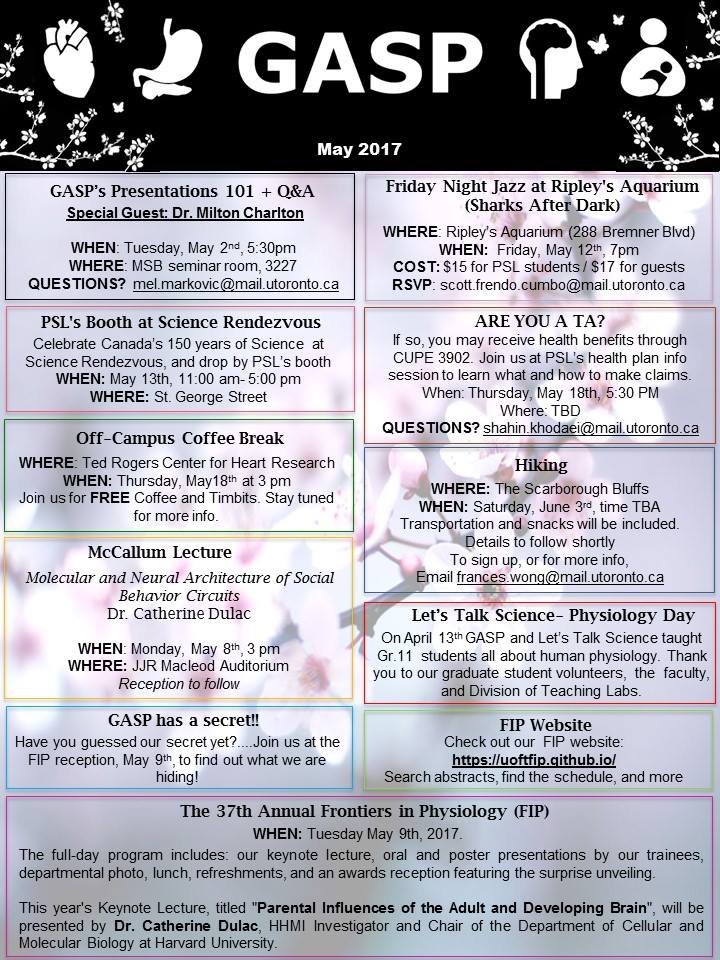 GASP
May 2017
GASP's Presentations 101 + Q&A
Special Guest: Dr. Milton Charlton
WHEN: Tuesday, May 2nd, 5:30pm
WHERE: MSB seminar room, 3227
QUESTIONS? mel.markovic@mail.utoronto.ca
PSL's Booth at Science Rendezvous
Celebrate Canada's 150 years of Science at
Science Rendezvous, and drop by PSL's booth
WHEN: May 13th, 11:00 am- 5:00 pm
WHERE: St. George Street
Off-Campus Coffee Break
WHERE: Ted Rogers Center for Heart Research
WHEN: Thursday, May18th at 3 pm
Join us for FREE Coffee and Timbits. Stay tuned
for more info.
McCallum Lecture
Molecular and Neural Architecture of Social
Behavior Circuits
Dr. Catherine Dulac
WHEN: Monday, May 8th, 3 pm
WHERE: JJR Macleod Auditorium
Reception to follow
GASP has a secret!!
Have you guessed our secret yet?....Join us at the
FIP reception, May 9th, to find out what we are
hiding!
Friday Night Jazz at Ripley's Aquarium
(Sharks After Dark)
WHERE: Ripley's Aquarium (288 Bremner Blvd)
WHEN: Friday, May 12th, 7pm
COST: $15 for PSL students / $17 for guests
RSVP: scott.frendo.cumbo@mail.utoronto.ca
ARE YOU A TA?
If so, you may receive health benefits through
CUPE 3902. Join us at PSL's health plan info
session to learn what and how to make claims.
When: Thursday, May 18th, 5:30 PM
Where: TBD
QUESTIONS? shahin.khodaei@mail.utoronto.ca
Hiking
WHERE: The Scarborough Bluffs
WHEN: Saturday, June 3rd, time TBA
Transportation and snacks will be included.
Details to follow shortly
To sign up, or for more info,
Email frances.wong@mail.utoronto.ca
Let's Talk Science- Physiology Day
On April 13th GASP and Let's Talk Science taught
Gr.11 students all about human physiology. Thank
you to our graduate student volunteers, the faculty,
and Division of Teaching Labs.
FIP Website
Check out our FIP website:
https://uoftfip.github.io/
Search abstracts, find the schedule, and more
The 37th Annual Frontiers in Physiology (FIP)
WHEN: Tuesday May 9th, 2017.
The full-day program includes: our keynote lecture, oral and poster presentations by our trainees,
departmental photo, lunch, refreshments, and an awards reception featuring the surprise unveiling.
This year's Keynote Lecture, titled "Parental Influences of the Adult and Developing Brain", will be
presented by Dr. Catherine Dulac, HHMI Investigator and Chair of the Department of Cellular and
Molecular Biology at Harvard University.